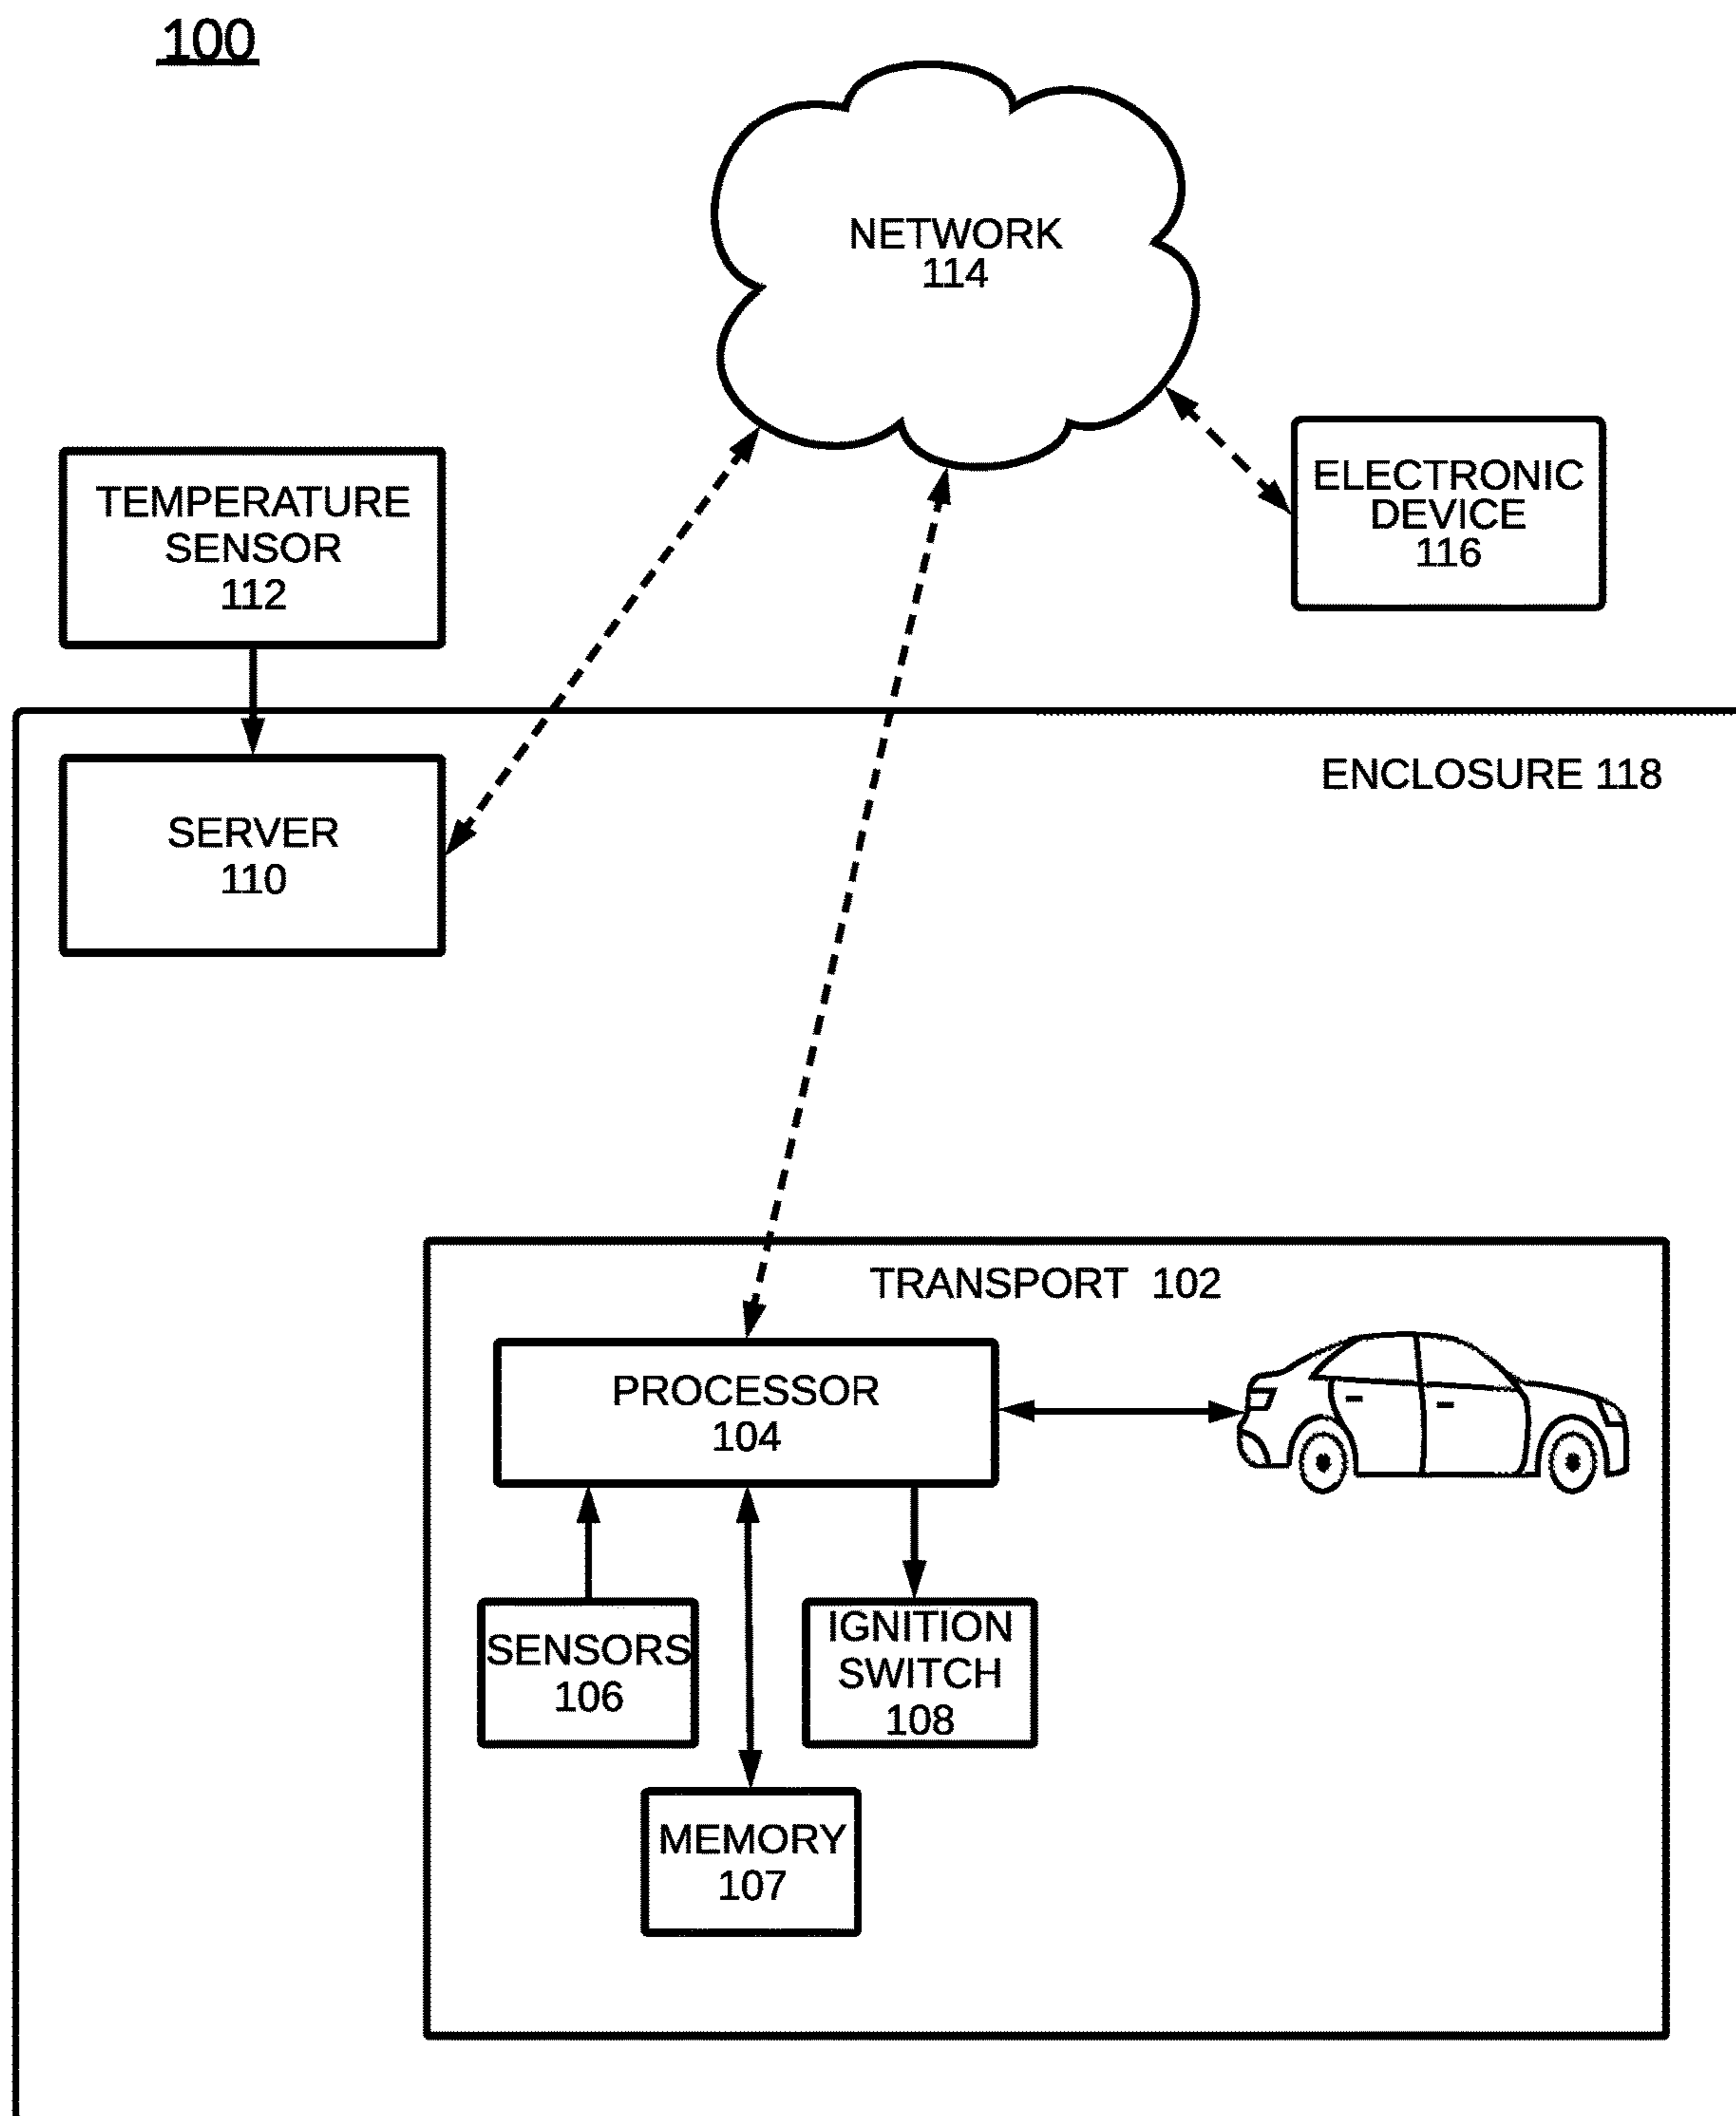 100
NETWORK
114
TEMPERATURE
SENSOR
112
ELECTRONIC
DEVICE
116
ENCLOSURE 118
SERVER
110
TRANSPORT 102
PROCESSOR
104
SENSORS
106
IGNITION
SWITCH
108
MEMORY
107